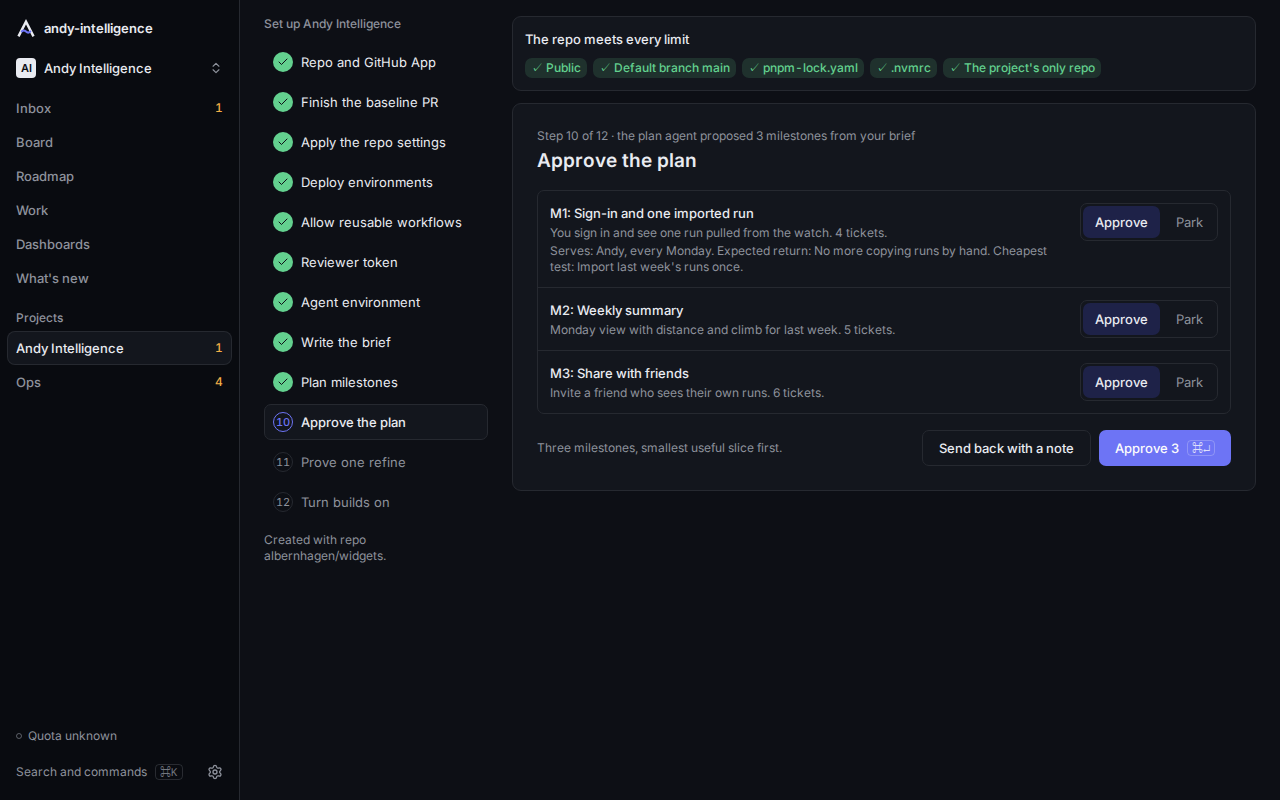 andy-intelligence
AI Andy Intelligence
Inbox 1
Board
Roadmap
Work
Dashboards
What's new
Projects
Andy Intelligence 1
Ops 4
Quota unknown
Search and commands ⌘K
Set up Andy Intelligence
Repo and GitHub App
Finish the baseline PR
Apply the repo settings
Deploy environments
Allow reusable workflows
Reviewer token
Agent environment
Write the brief
Plan milestones
10 Approve the plan
11 Prove one refine
12 Turn builds on
Created with repo
albernhagen/widgets.
The repo meets every limit
✓ Public ✓ Default branch main ✓ pnpm-lock.yaml ✓ .nvmrc ✓ The project's only repo
Step 10 of 12 · the plan agent proposed 3 milestones from your brief
Approve the plan
M1: Sign-in and one imported run
You sign in and see one run pulled from the watch. 4 tickets.
Serves: Andy, every Monday. Expected return: No more copying runs by hand. Cheapest
test: Import last week's runs once.
Approve Park
M2: Weekly summary
Monday view with distance and climb for last week. 5 tickets.
Approve Park
M3: Share with friends
Invite a friend who sees their own runs. 6 tickets.
Approve Park
Three milestones, smallest useful slice first.
Send back with a note
Approve 3 ⌘↵